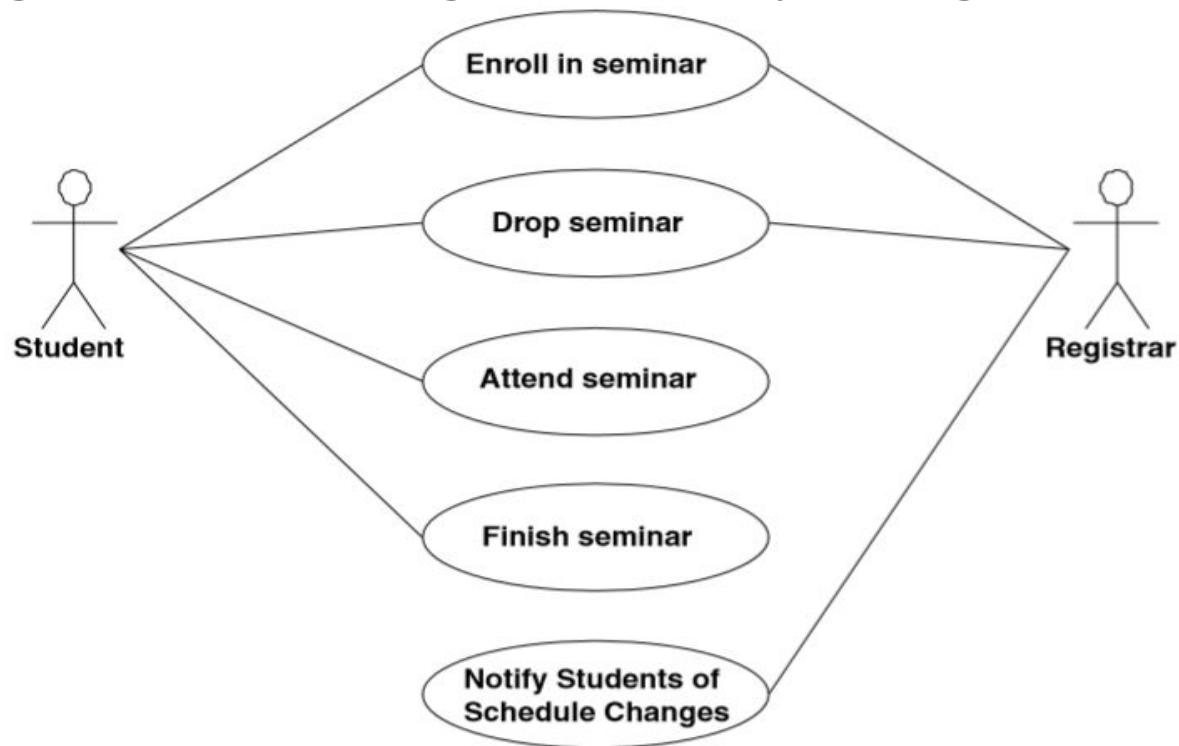 Enroll in seminar
Drop seminar
Student
Registrar
Attend seminar
Finish seminar
Notify Students of
Schedule Changes